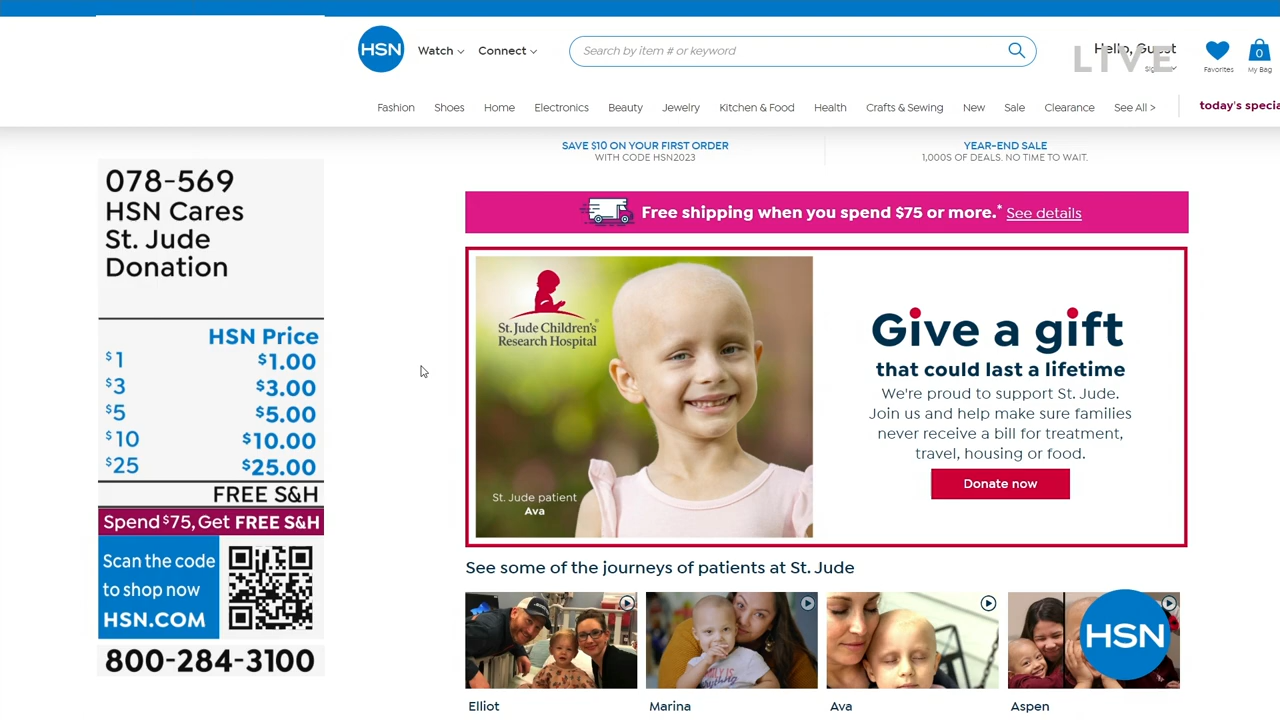 HSN
Watch
Connect
Search by item # or keyword
Hello, Guest
LIVE
Favorites
0
My Bag
Fashion
Shoes
Home
Electronics
Beauty
Jewelry
Kitchen & Food
Health
Crafts & Sewing
New
Sale
Clearance
See All >
today's specia
SAVE $10 ON YOUR FIRST ORDER
WITH CODE HSN2023
YEAR-END SALE
1,000S OF DEALS. NO TIME TO WAIT.
Free shipping when you spend $75 or more.* See details
078-569
HSN Cares
St. Jude
Donation
HSN Price
$1 $1.00
$3 $3.00
$5 $5.00
$10 $10.00
$25 $25.00
FREE S&H
Spend $75, Get FREE S&H
Scan the code
to shop now
HSN.COM
800-284-3100
St. Jude Children's®
Research Hospital
St. Jude patient
Ava
Give a gift
that could last a lifetime
We're proud to support St. Jude.
Join us and help make sure families
never receive a bill for treatment,
travel, housing or food.
Donate now
See some of the journeys of patients at St. Jude
Elliot
Marina
Ava
Aspen
HSN